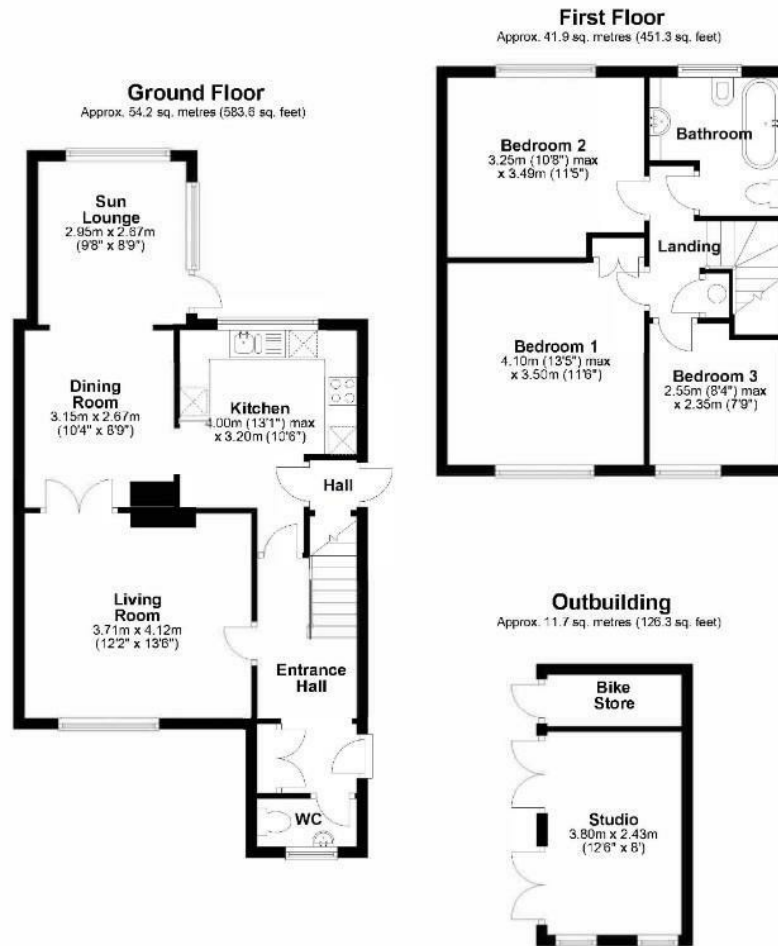 Ground Floor
Approx. 54.2 sq. metres (583.6 sq. feet)
Sun
Lounge
2.95m x 2.67m
(9'8" x 8'9")
Dining
Room
3.15m x 2.67m
(10'4" x 8'9")
Kitchen
4.00m (13'1") max
x 3.20m (10'6")
Hall
Living
Room
3.71m x 4.12m
(12'2" x 13'6")
Entrance
Hall
WC
First Floor
Approx. 41.9 sq. metres (451.3 sq. feet)
Bedroom 2
3.25m (10'8") max
x 3.49m (11'5")
Bathroom
Landing
Bedroom 1
4.10m (13'5") max
x 3.50m (11'6")
Bedroom 3
2.55m (8'4") max
x 2.35m (7'9")
Outbuilding
Approx. 11.7 sq. metres (126.3 sq. feet)
Bike
Store
Studio
3.80m x 2.43m
(12'6" x 8')